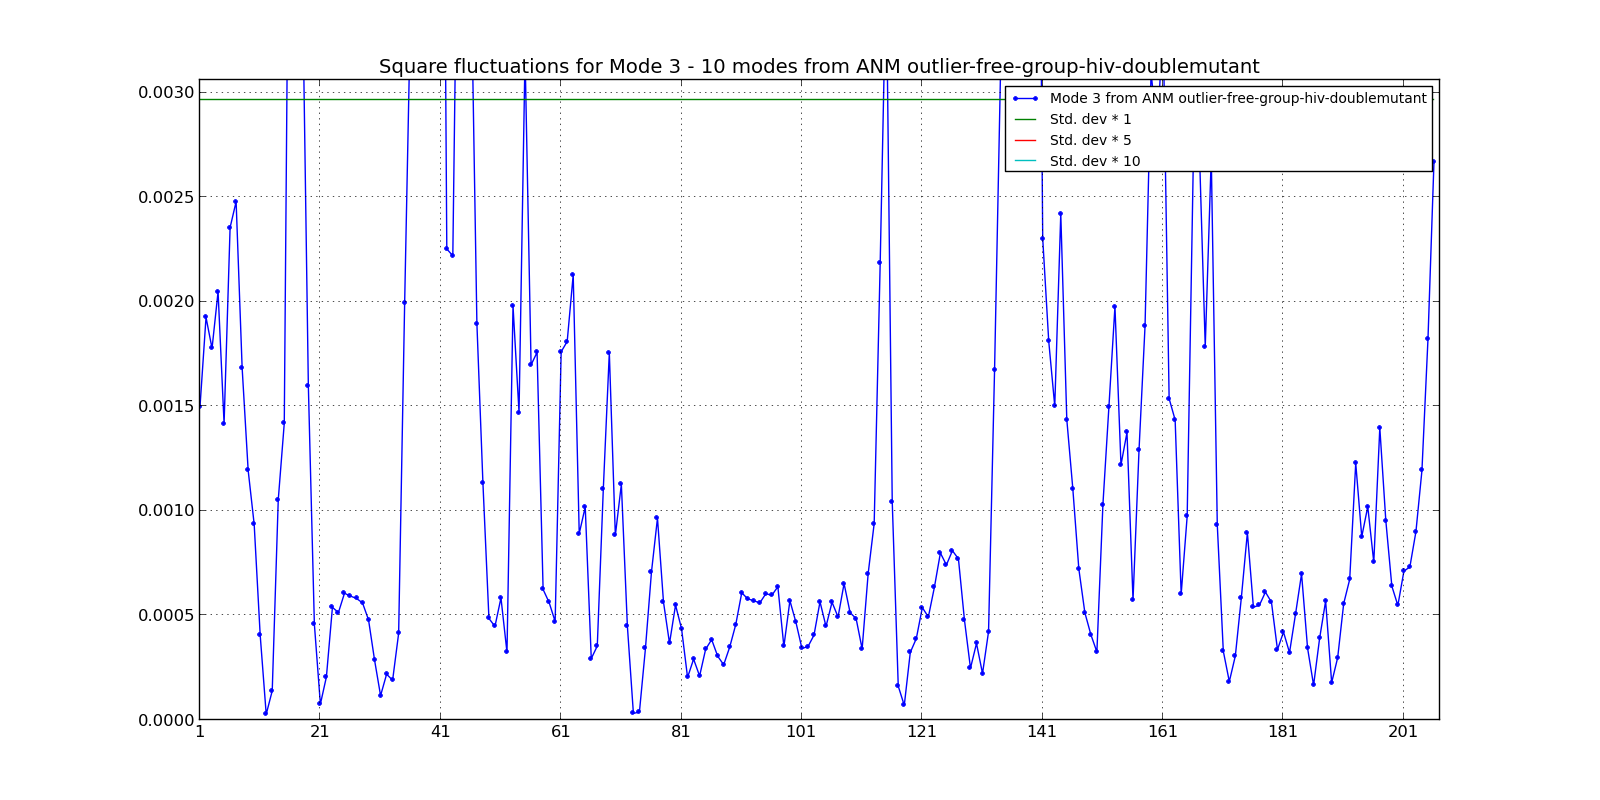 Square fluctuations for Mode 3 - 10 modes from ANM outlier-free-group-hiv-doublemutant
Mode 3 from ANM outlier-free-group-hiv-doublemutant
Std. dev * 1
Std. dev * 5
Std. dev * 10
0.0030
0.0025
0.0020
0.0015
0.0010
0.0005
0.0000
1 21 41 61 81 101 121 141 161 181 201